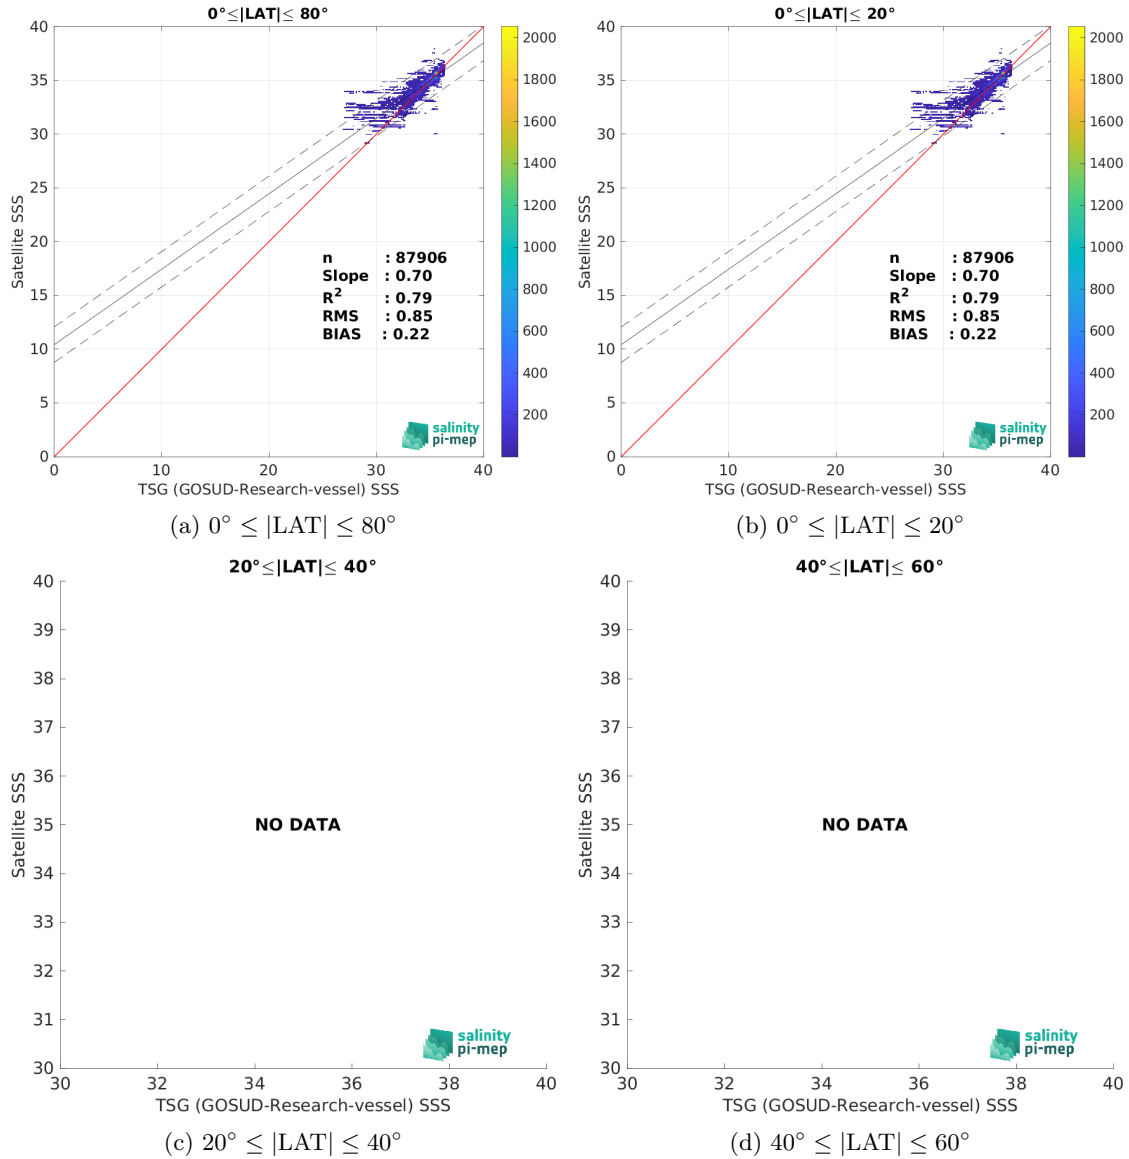 0°≤|LAT|≤ 80°
40
35
30
25
20
15
10
5
0
Satellite SSS
n : 87906
Slope : 0.70
R² : 0.79
RMS : 0.85
BIAS : 0.22
salinity
pi-mep
0 10 20 30 40
TSG (GOSUD-Research-vessel) SSS
2000
1800
1600
1400
1200
1000
800
600
400
200
(a) 0° ≤ |LAT| ≤ 80°
0°≤|LAT|≤ 20°
40
35
30
25
20
15
10
5
0
Satellite SSS
n : 87906
Slope : 0.70
R² : 0.79
RMS : 0.85
BIAS : 0.22
salinity
pi-mep
0 10 20 30 40
TSG (GOSUD-Research-vessel) SSS
2000
1800
1600
1400
1200
1000
800
600
400
200
(b) 0° ≤ |LAT| ≤ 20°
20°≤|LAT|≤ 40°
40
39
38
37
36
35
34
33
32
31
30
Satellite SSS
NO DATA
salinity
pi-mep
30 32 34 36 38 40
TSG (GOSUD-Research-vessel) SSS
(c) 20° ≤ |LAT| ≤ 40°
40°≤|LAT|≤ 60°
40
39
38
37
36
35
34
33
32
31
30
Satellite SSS
NO DATA
salinity
pi-mep
30 32 34 36 38 40
TSG (GOSUD-Research-vessel) SSS
(d) 40° ≤ |LAT| ≤ 60°